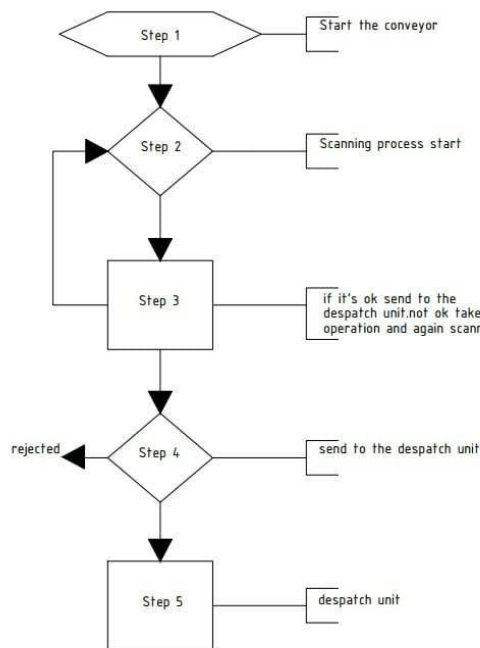 Step 1
Start the conveyor
Step 2
Scanning process start
Step 3
if it's ok send to the
despatch unit.not ok take
operation and again scann
rejected
Step 4
send to the despatch unit
Step 5
despatch unit